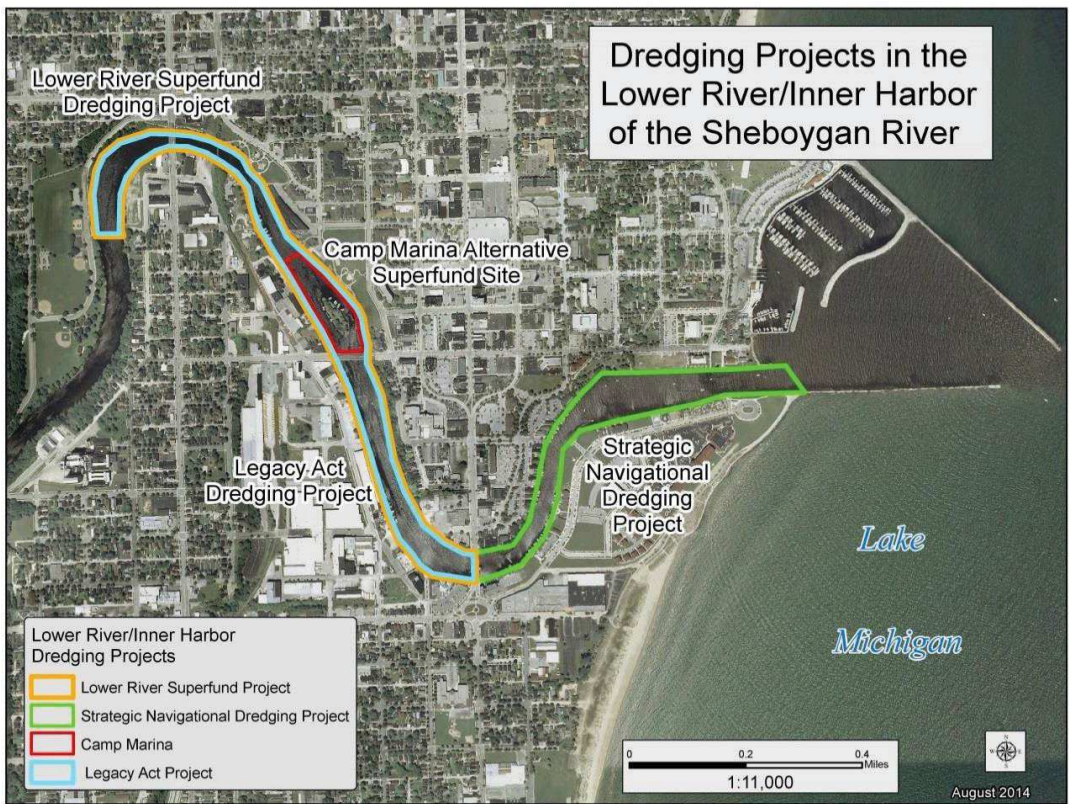 Dredging Projects in the
Lower River/Inner Harbor
of the Sheboygan River
Lower River Superfund
Dredging Project
Camp Marina Alternative
Superfund Site
Legacy Act
Dredging Project
Strategic
Navigational
Dredging
Project
Lake
Michigan
Lower River/Inner Harbor
Dredging Projects
Lower River Superfund Project
Strategic Navigational Dredging Project
Camp Marina
Legacy Act Project
0 0.2 0.4
Miles
1:11,000
N
W E
S
August 2014